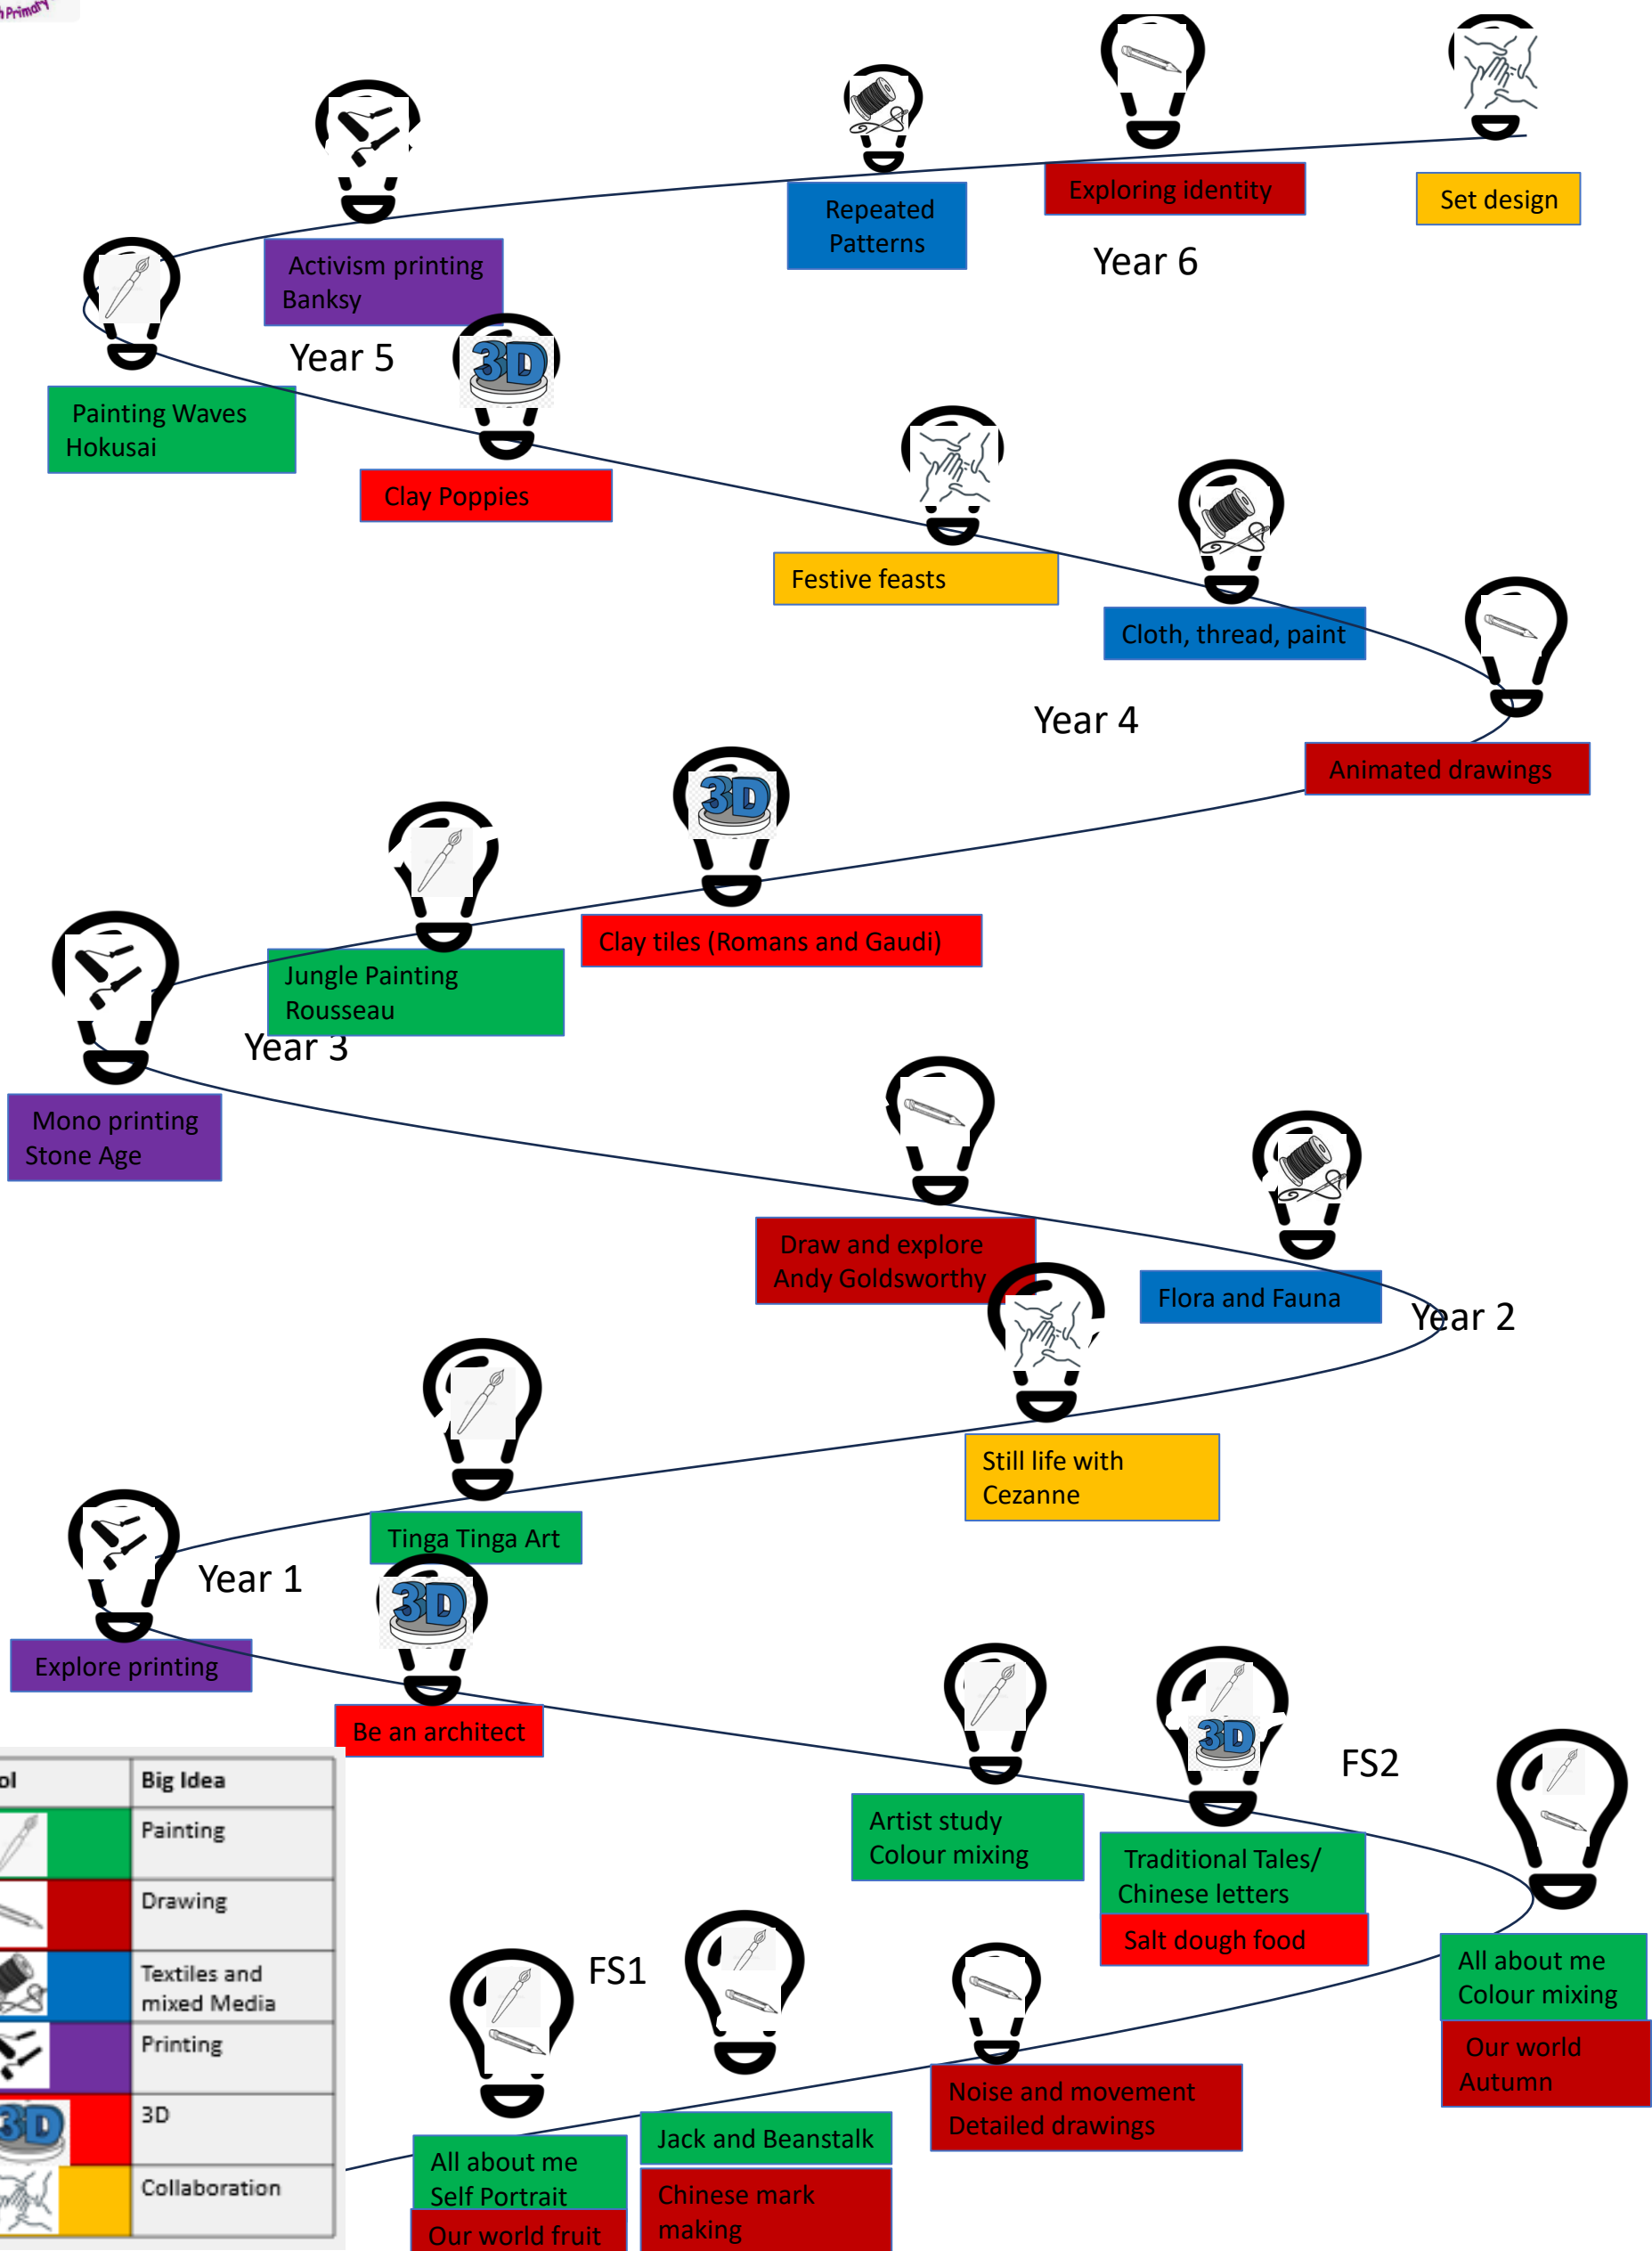 Primary
Set design
Exploring identity
Repeated
Patterns
Year 6
Activism printing
Banksy
Year 5
Painting Waves
Hokusai
3D
Clay Poppies
Festive feasts
Cloth, thread, paint
Year 4
Animated drawings
3D
Clay tiles (Romans and Gaudi)
Jungle Painting
Rousseau
Year 3
Mono printing
Stone Age
Draw and explore
Andy Goldsworthy
Flora and Fauna
Year 2
Still life with
Cezanne
Tinga Tinga Art
Year 1
Explore printing
3D
Be an architect
Artist study
Colour mixing
3D
FS2
Traditional Tales/
Chinese letters
Salt dough food
All about me
Colour mixing
Our world
Autumn
Noise and movement
Detailed drawings
FS1
Jack and Beanstalk
Chinese mark
making
All about me
Self Portrait
Our world fruit
Big Idea
Painting
Drawing
Textiles and
mixed Media
Printing
3D
3D
Collaboration